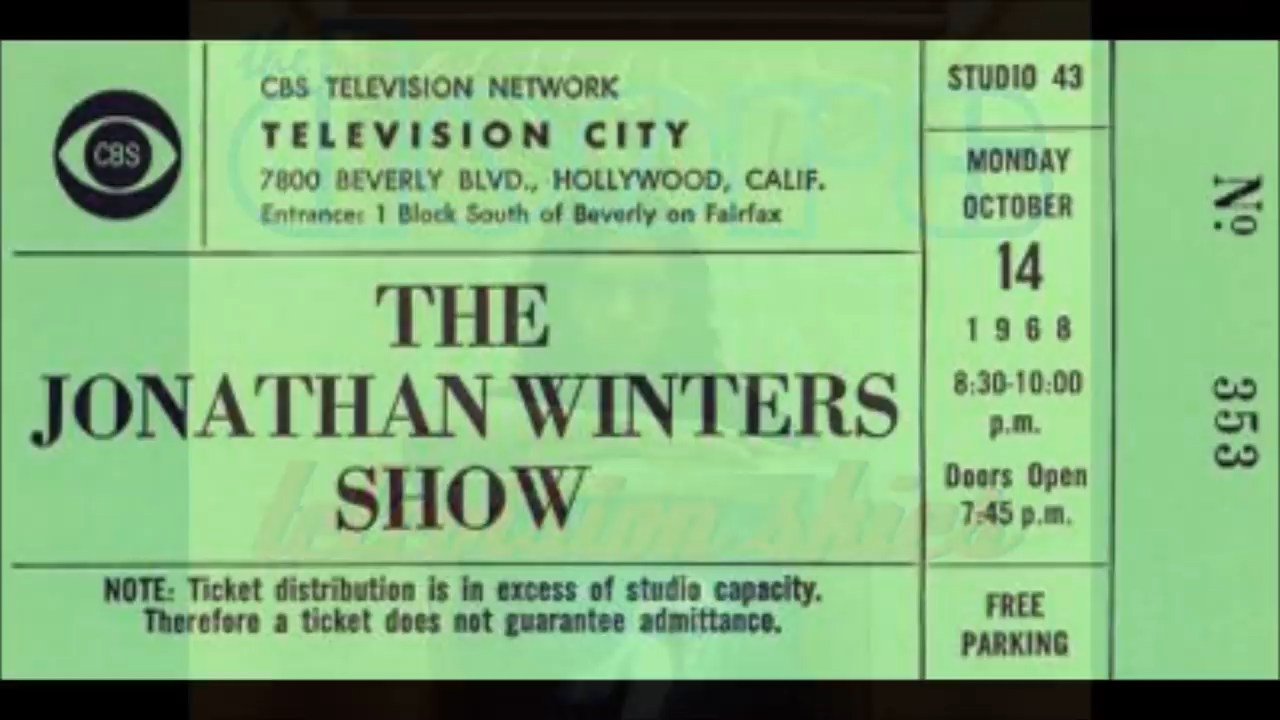 CBS
CBS TELEVISION NETWORK
TELEVISION CITY
7800 BEVERLY BLVD., HOLLYWOOD, CALIF.
Entrance: 1 Block South of Beverly on Fairfax
THE
JONATHAN WINTERS
SHOW
NOTE: Ticket distribution is in excess of studio capacity.
Therefore a ticket does not guarantee admittance.
STUDIO 43
MONDAY
OCTOBER
14
1968
8:30-10:00
p.m.
Doors Open
7:45 p.m.
FREE
PARKING
No. 353